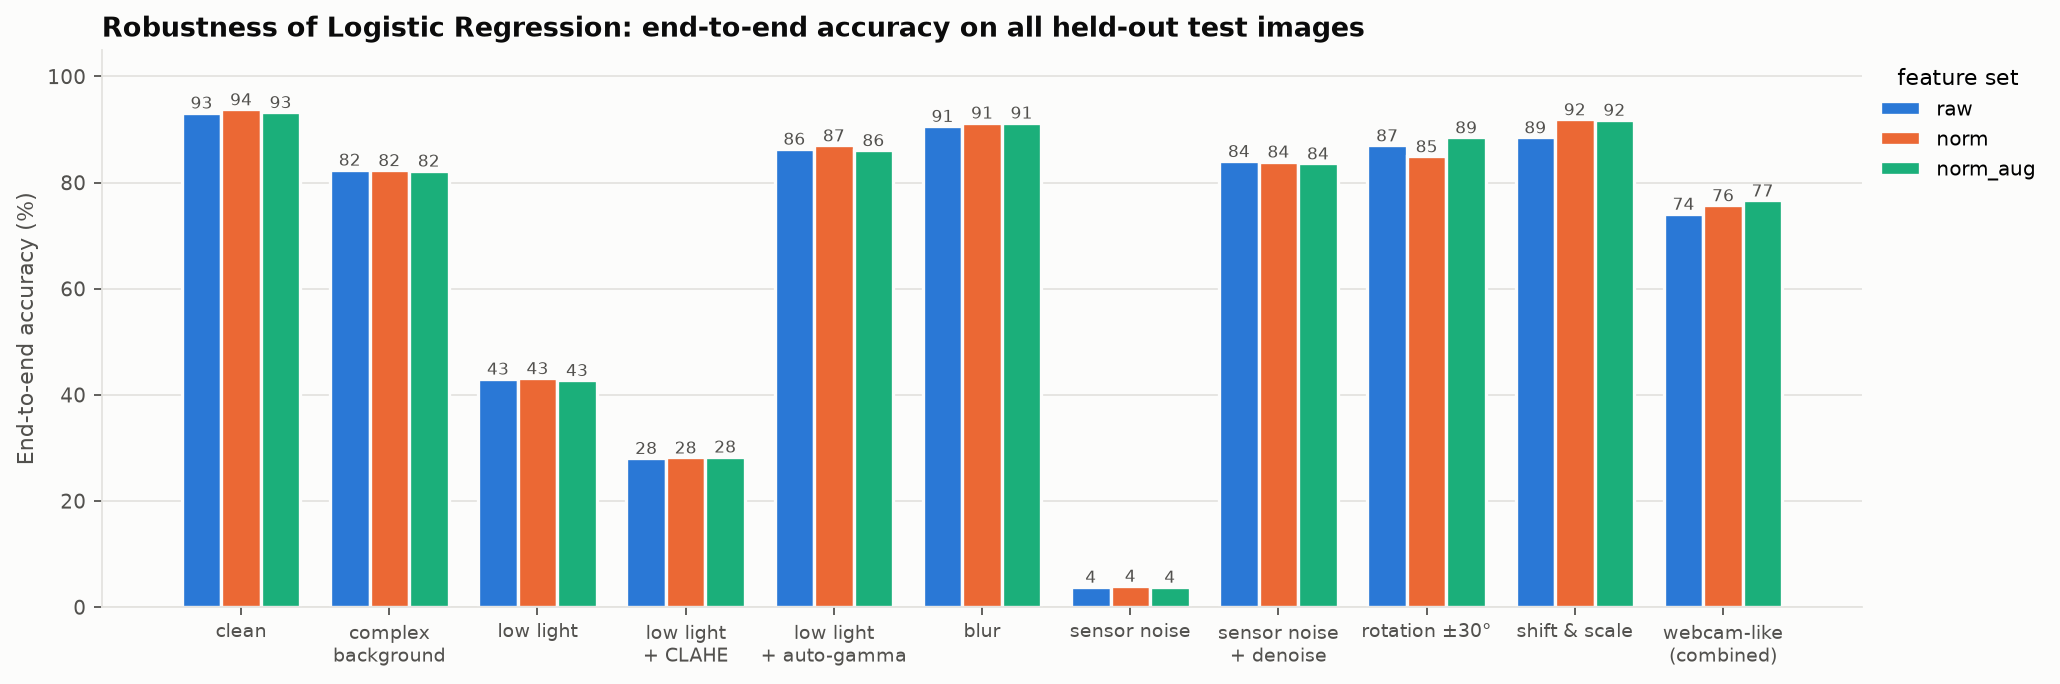 Robustness of Logistic Regression: end-to-end accuracy on all held-out test images
End-to-end accuracy (%)
100
80
60
40
20
0
93 94 93
82 82 82
43 43 43
28 28 28
86 87 86
91 91 91
4 4 4
84 84 84
87 85 89
89 92 92
74 76 77
clean
complex
background
low light
low light
+ CLAHE
low light
+ auto-gamma
blur
sensor noise
sensor noise
+ denoise
rotation ±30°
shift & scale
webcam-like
(combined)
feature set
raw
norm
norm_aug